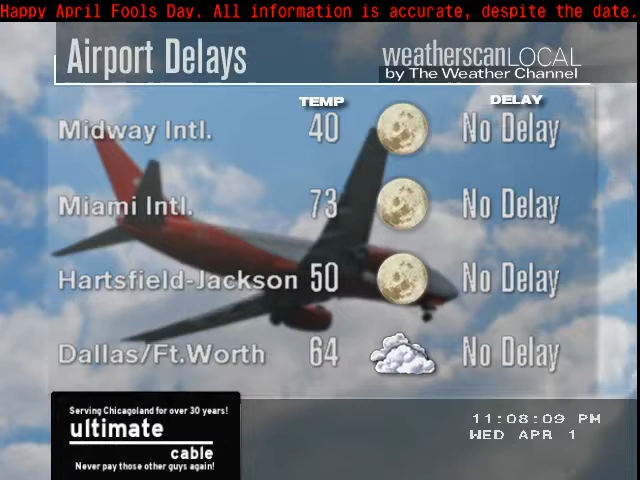 Happy April Fools Day. All information is accurate, despite the date.
Airport Delays
weatherscanLOCAL
by The Weather Channel
TEMP DELAY
Midway Intl. 40 No Delay
Miami Intl. 73 No Delay
Hartsfield-Jackson 50 No Delay
Dallas/Ft.Worth 64 No Delay
Serving Chicagoland for over 30 years!
ultimate
cable
Never pay those other guys again!
11:08:09 PM
WED APR 1